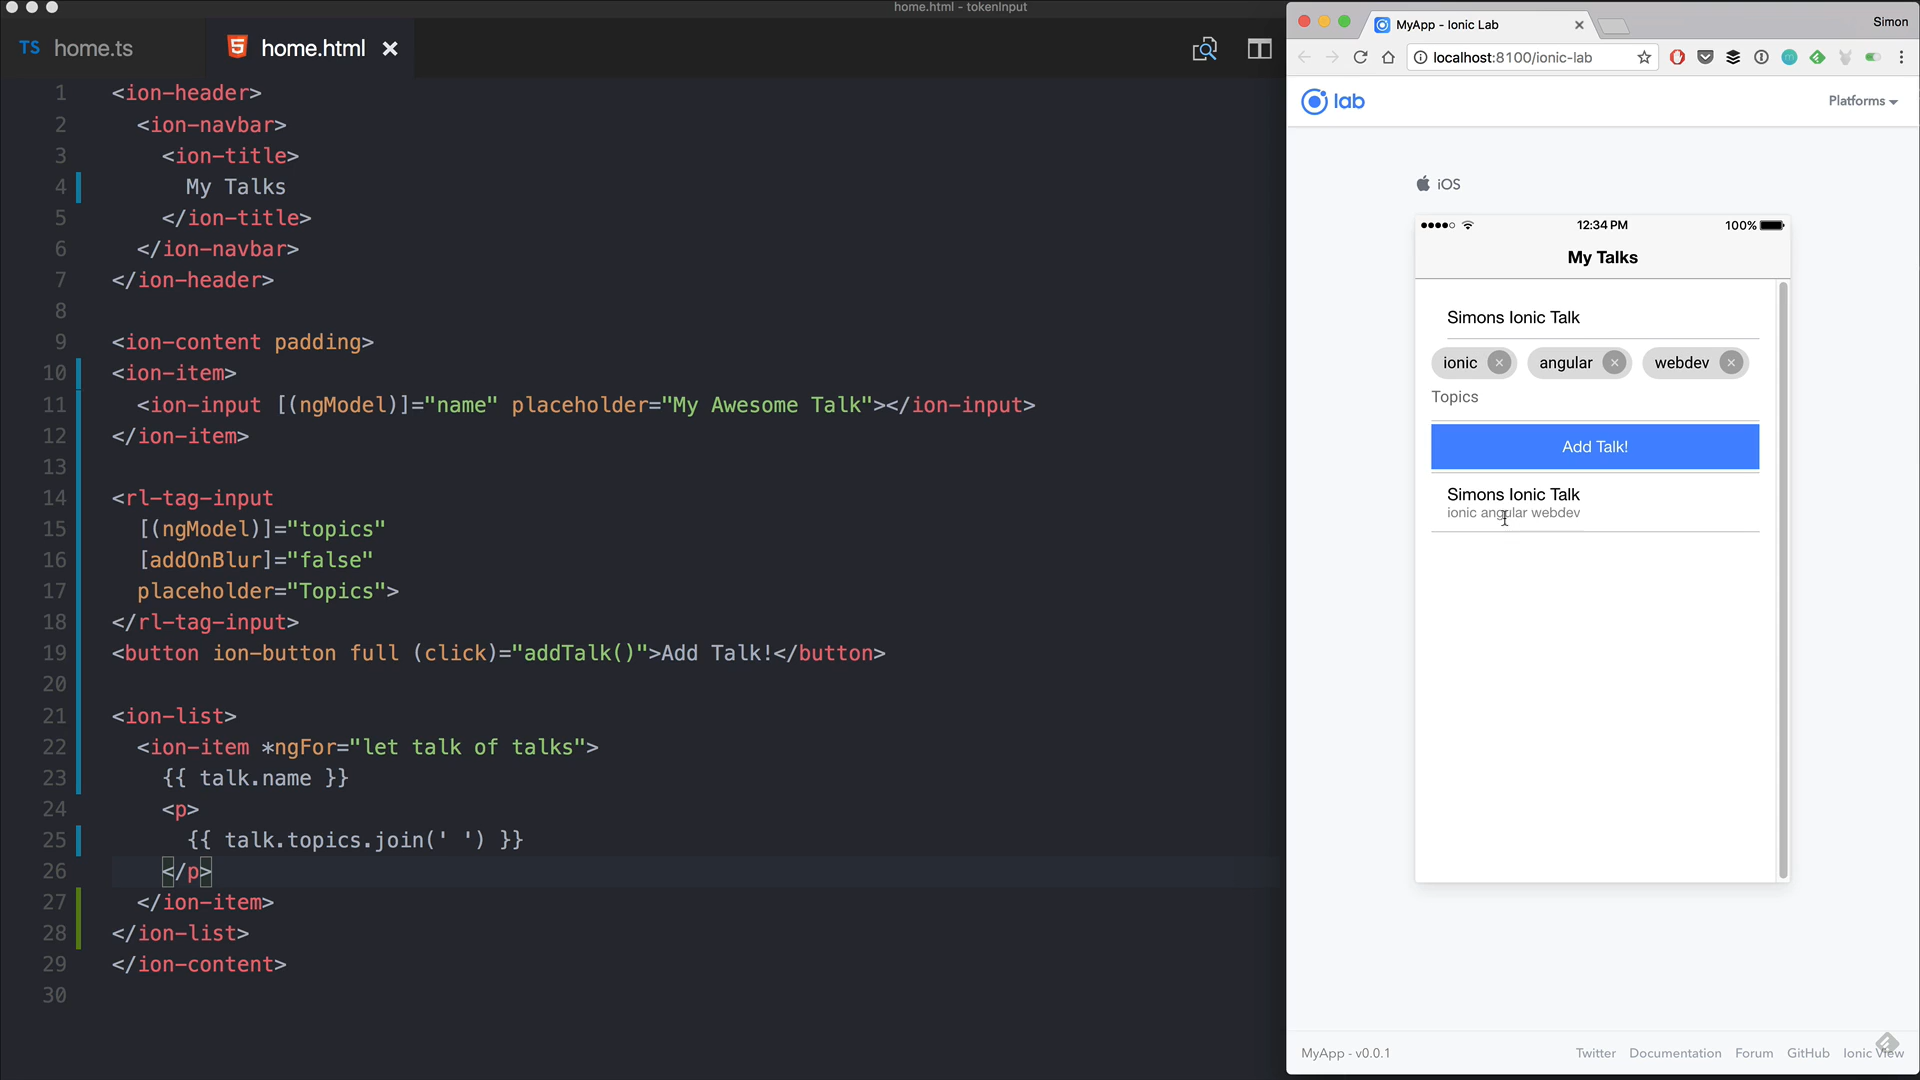 home.html - tokenInput
TS home.ts
home.html
1 <ion-header>
2 <ion-navbar>
3 <ion-title>
4 My Talks
5 </ion-title>
6 </ion-navbar>
7 </ion-header>
8
9 <ion-content padding>
10 <ion-item>
11 <ion-input [(ngModel)]="name" placeholder="My Awesome Talk"></ion-input>
12 </ion-item>
13
14 <rl-tag-input
15 [(ngModel)]="topics"
16 [addOnBlur]="false"
17 placeholder="Topics">
18 </rl-tag-input>
19 <button ion-button full (click)="addTalk()">Add Talk!</button>
20
21 <ion-list>
22 <ion-item *ngFor="let talk of talks">
23 {{ talk.name }}
24 <p>
25 {{ talk.topics.join(' ') }}
26 </p>
27 </ion-item>
28 </ion-list>
29 </ion-content>
30
MyApp - Ionic Lab
Simon
localhost:8100/ionic-lab
lab
Platforms
iOS
12:34 PM
100%
My Talks
Simons Ionic Talk
ionic angular webdev
Topics
Add Talk!
Simons Ionic Talk
ionic angular webdev
MyApp - v0.0.1
Twitter Documentation Forum GitHub Ionic View